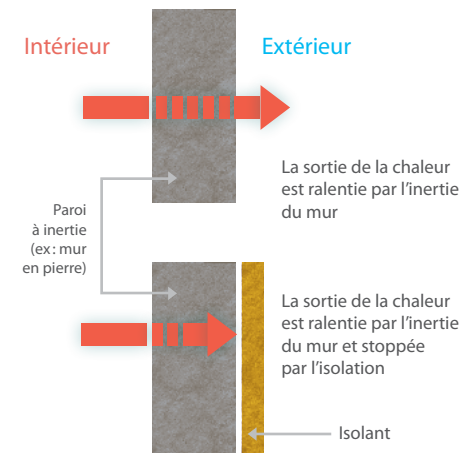 Intérieur
Extérieur
La sortie de la chaleur
est ralentie par l’inertie
du mur
Paroi
à inertie
(ex : mur
en pierre)
La sortie de la chaleur
est ralentie par l’inertie
du mur et stoppée
par l’isolation
Isolant